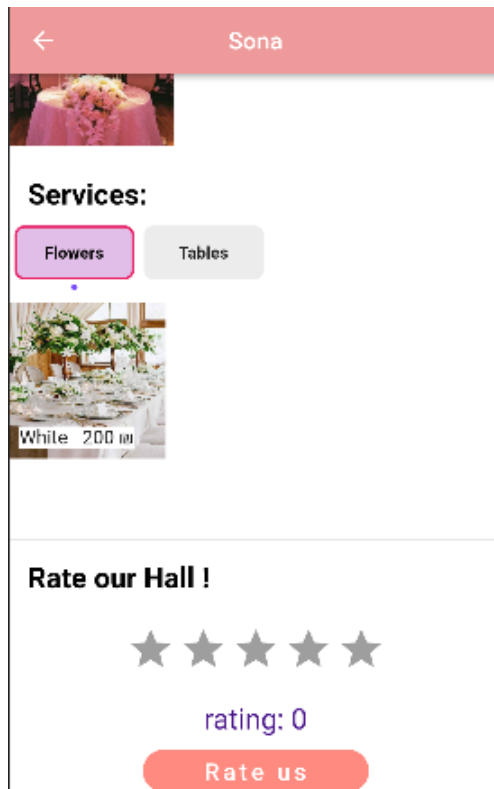 Sona
Services:
Flowers Tables
White 200 ₪
Rate our Hall !
rating: 0
Rate us